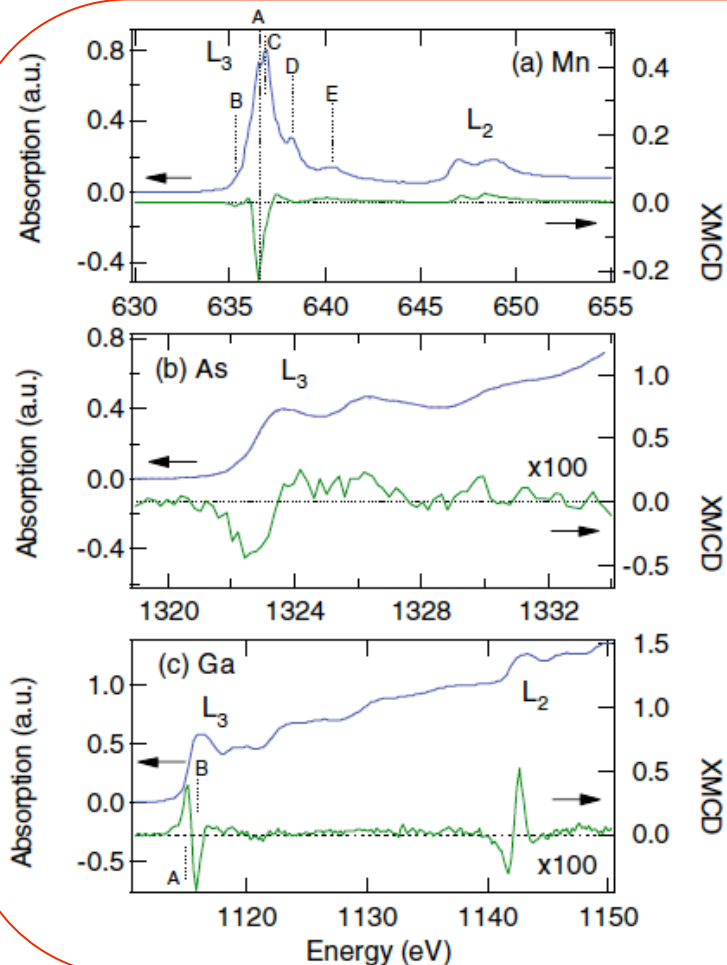 A
0.8
L3
C
(a) Mn
0.4
B
D
E
L2
0.4
0.2
0.0
0.0
-0.4
-0.2
Absorption (a.u.)
XMCD
630 635 640 645 650 655
0.8
(b) As
L3
1.0
0.4
0.5
x100
0.0
0.0
-0.4
-0.5
Absorption (a.u.)
XMCD
1320 1324 1328 1332
(c) Ga
1.5
1.0
L3
L2
1.0
0.5
B
0.5
0.0
0.0
-0.5
A
x100
Absorption (a.u.)
XMCD
1120 1130 1140 1150
Energy (eV)